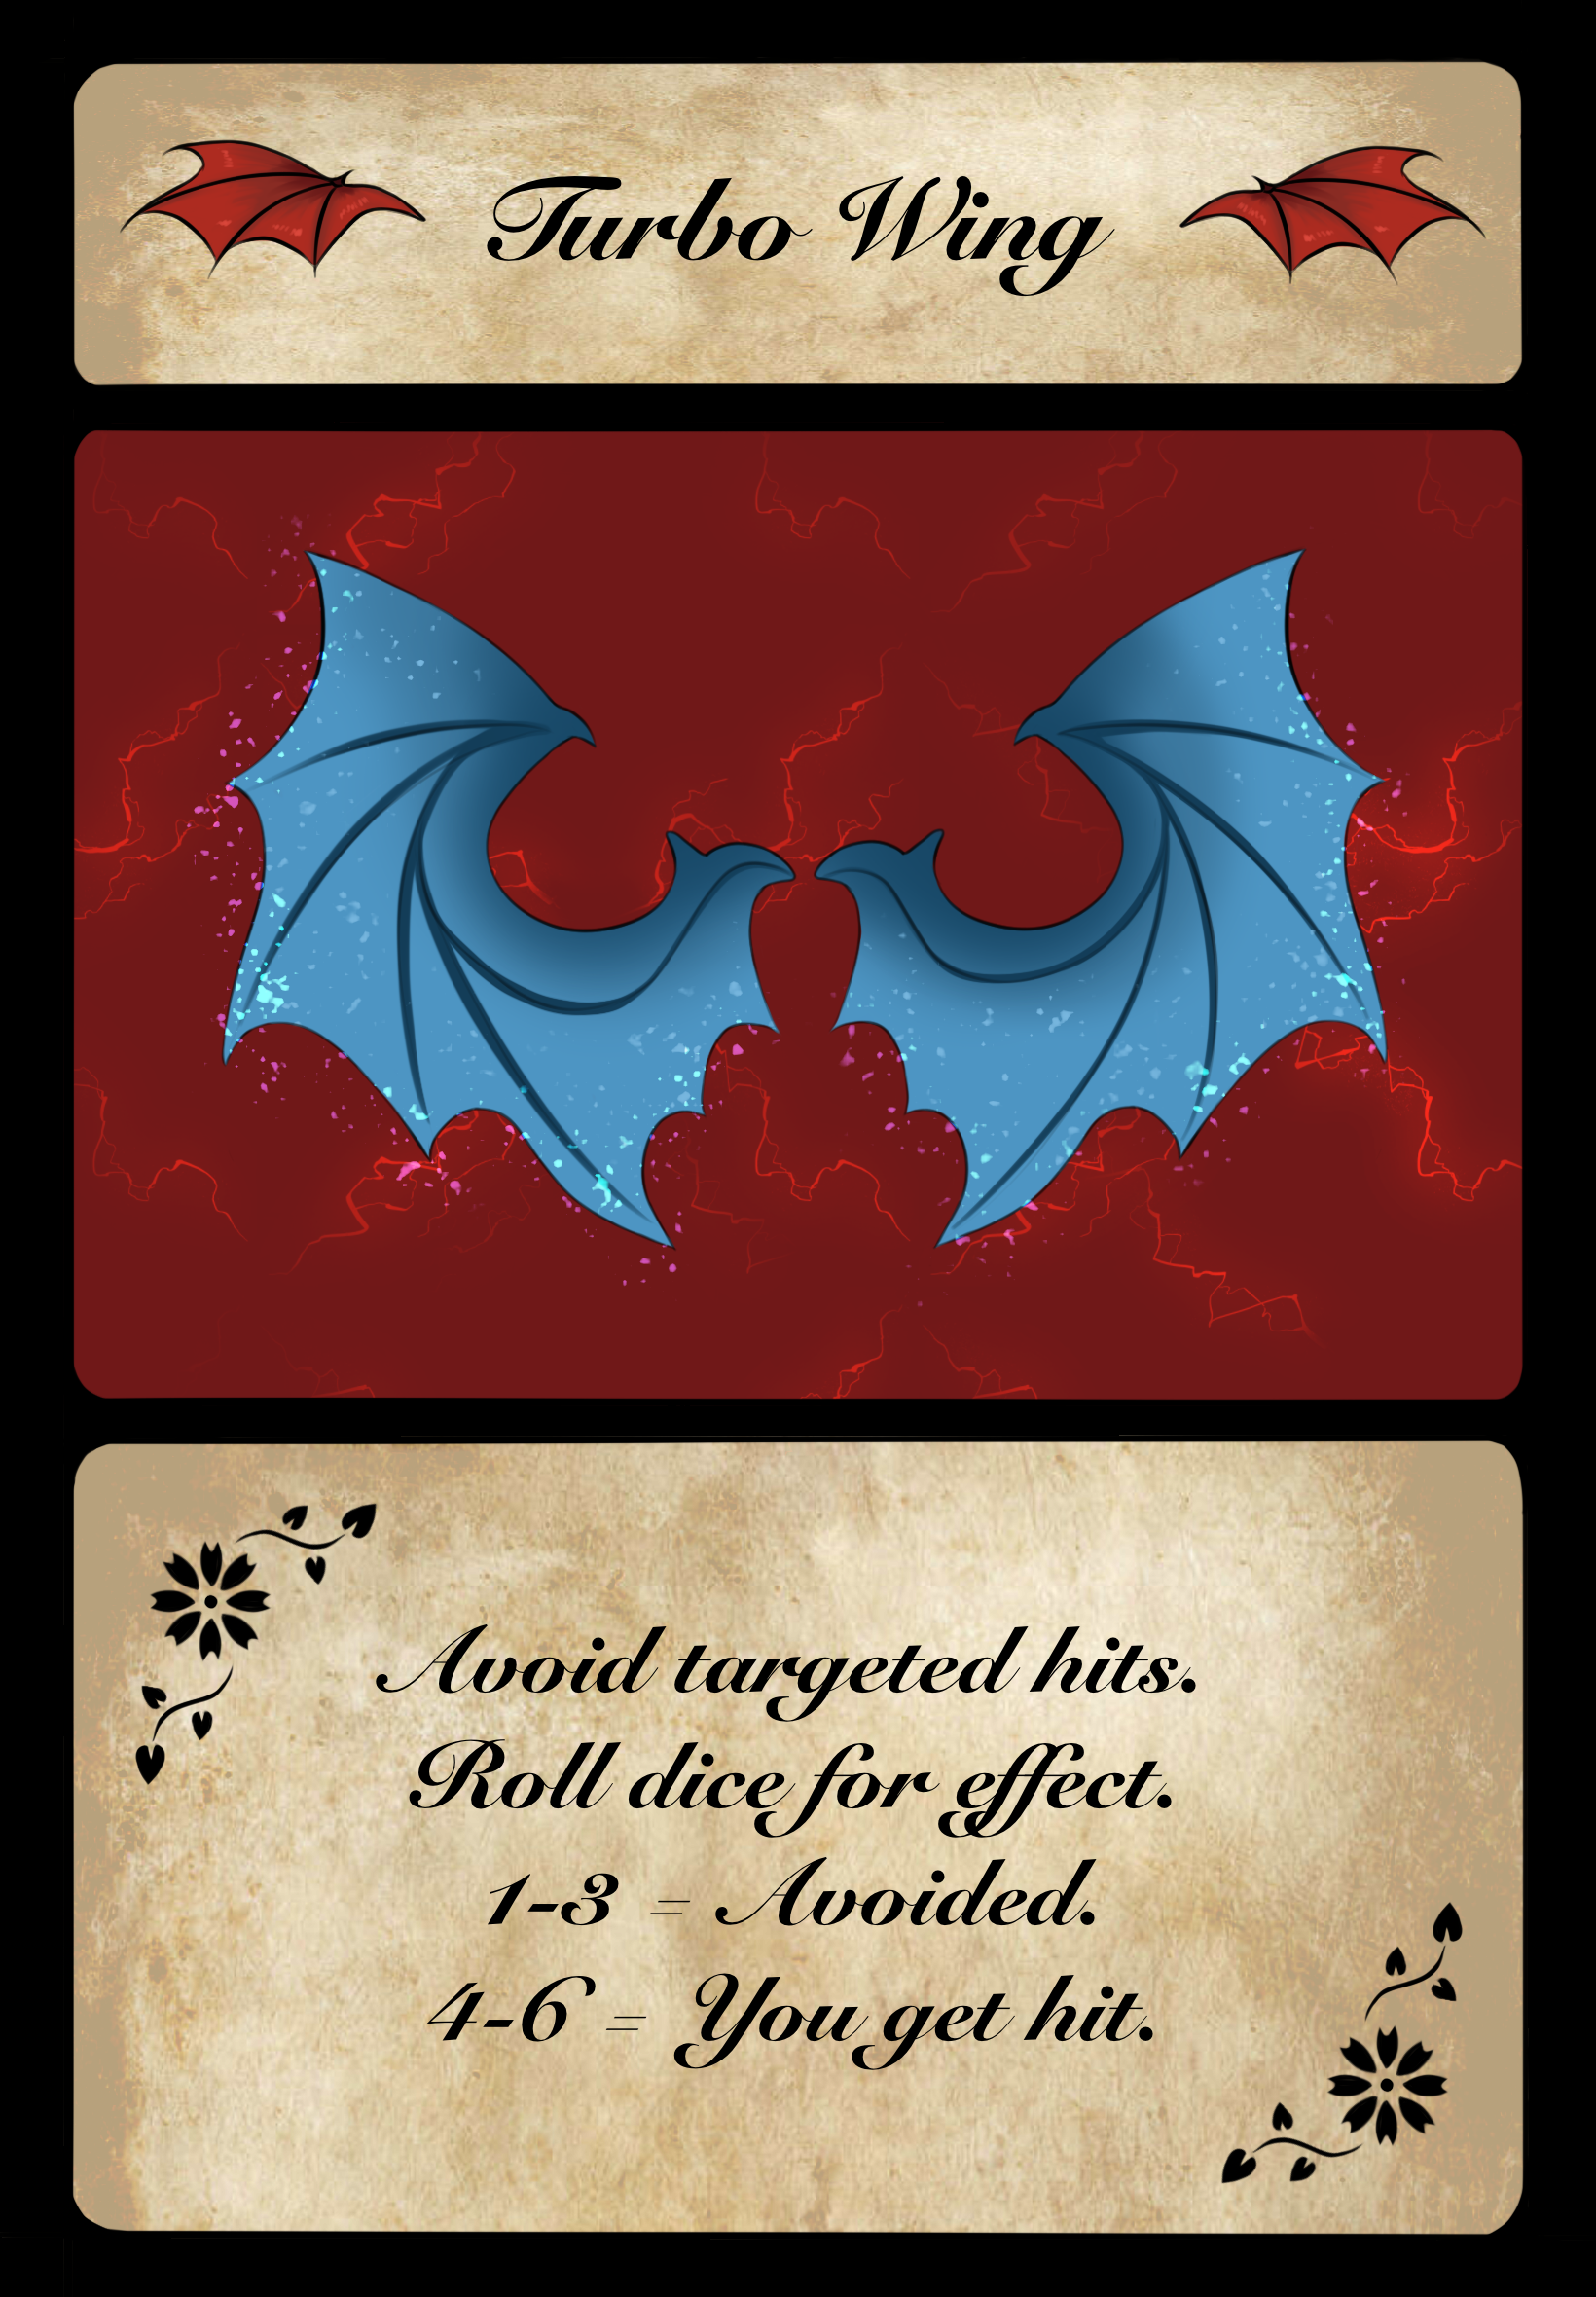 Turbo Wing
Avoid targeted hits.
Roll dice for effect.
1-3 = Avoided.
4-6 = You get hit.